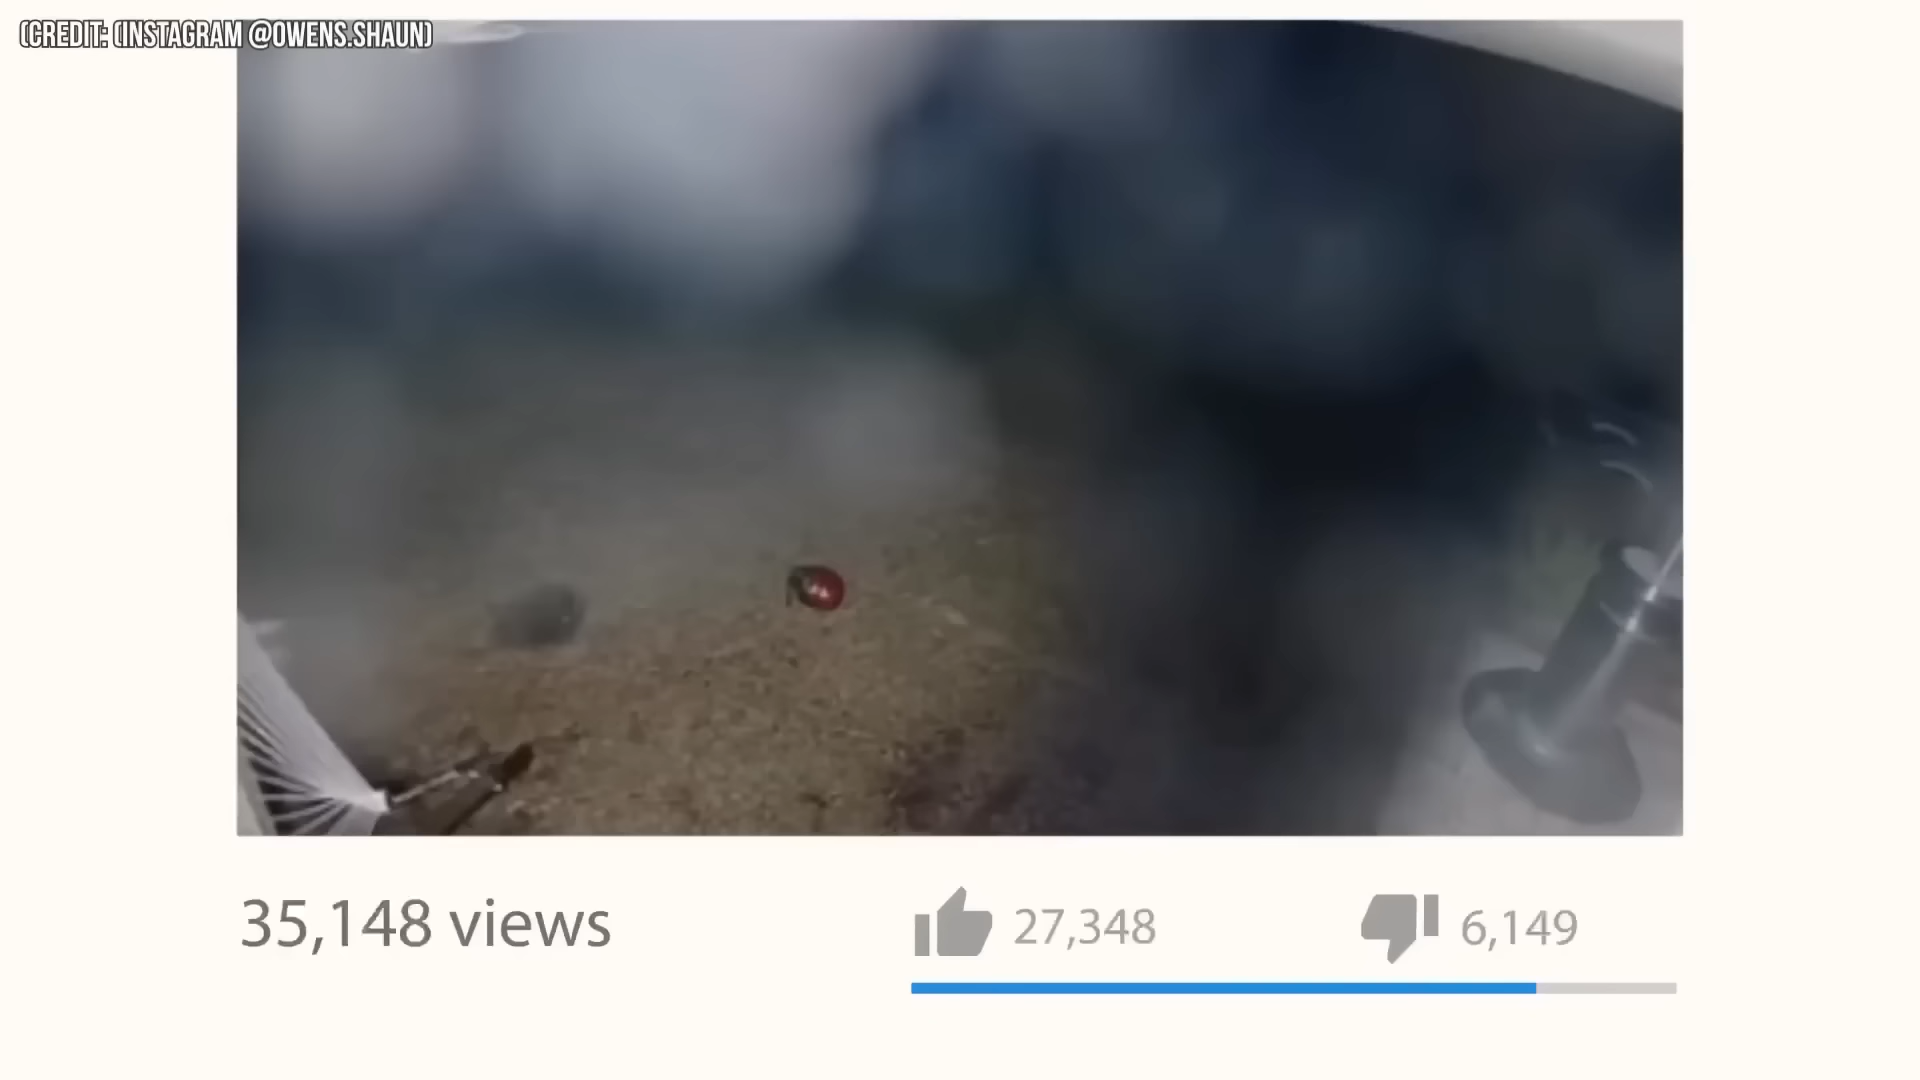 (CREDIT: (INSTAGRAM @OWENS.SHAUN)
35,148 views
27,348
6,149